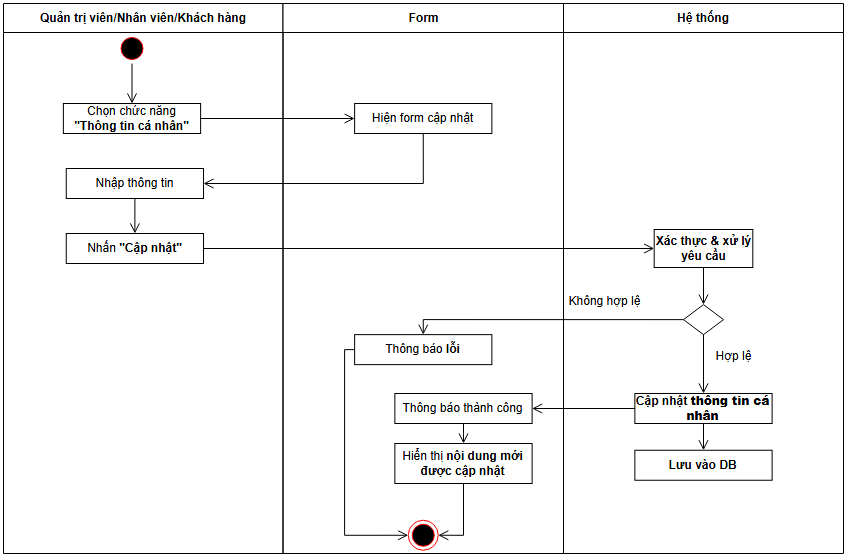 Quản trị viên/Nhân viên/Khách hàng
Form
Hệ thống
Chọn chức năng
"Thông tin cá nhân"
Hiện form cập nhật
Nhập thông tin
Nhấn "Cập nhật"
Xác thực & xử lý
yêu cầu
Không hợp lệ
Thông báo lỗi
Hợp lệ
Thông báo thành công
Cập nhật thông tin cá
nhân
Hiển thị nội dung mới
được cập nhật
Lưu vào DB